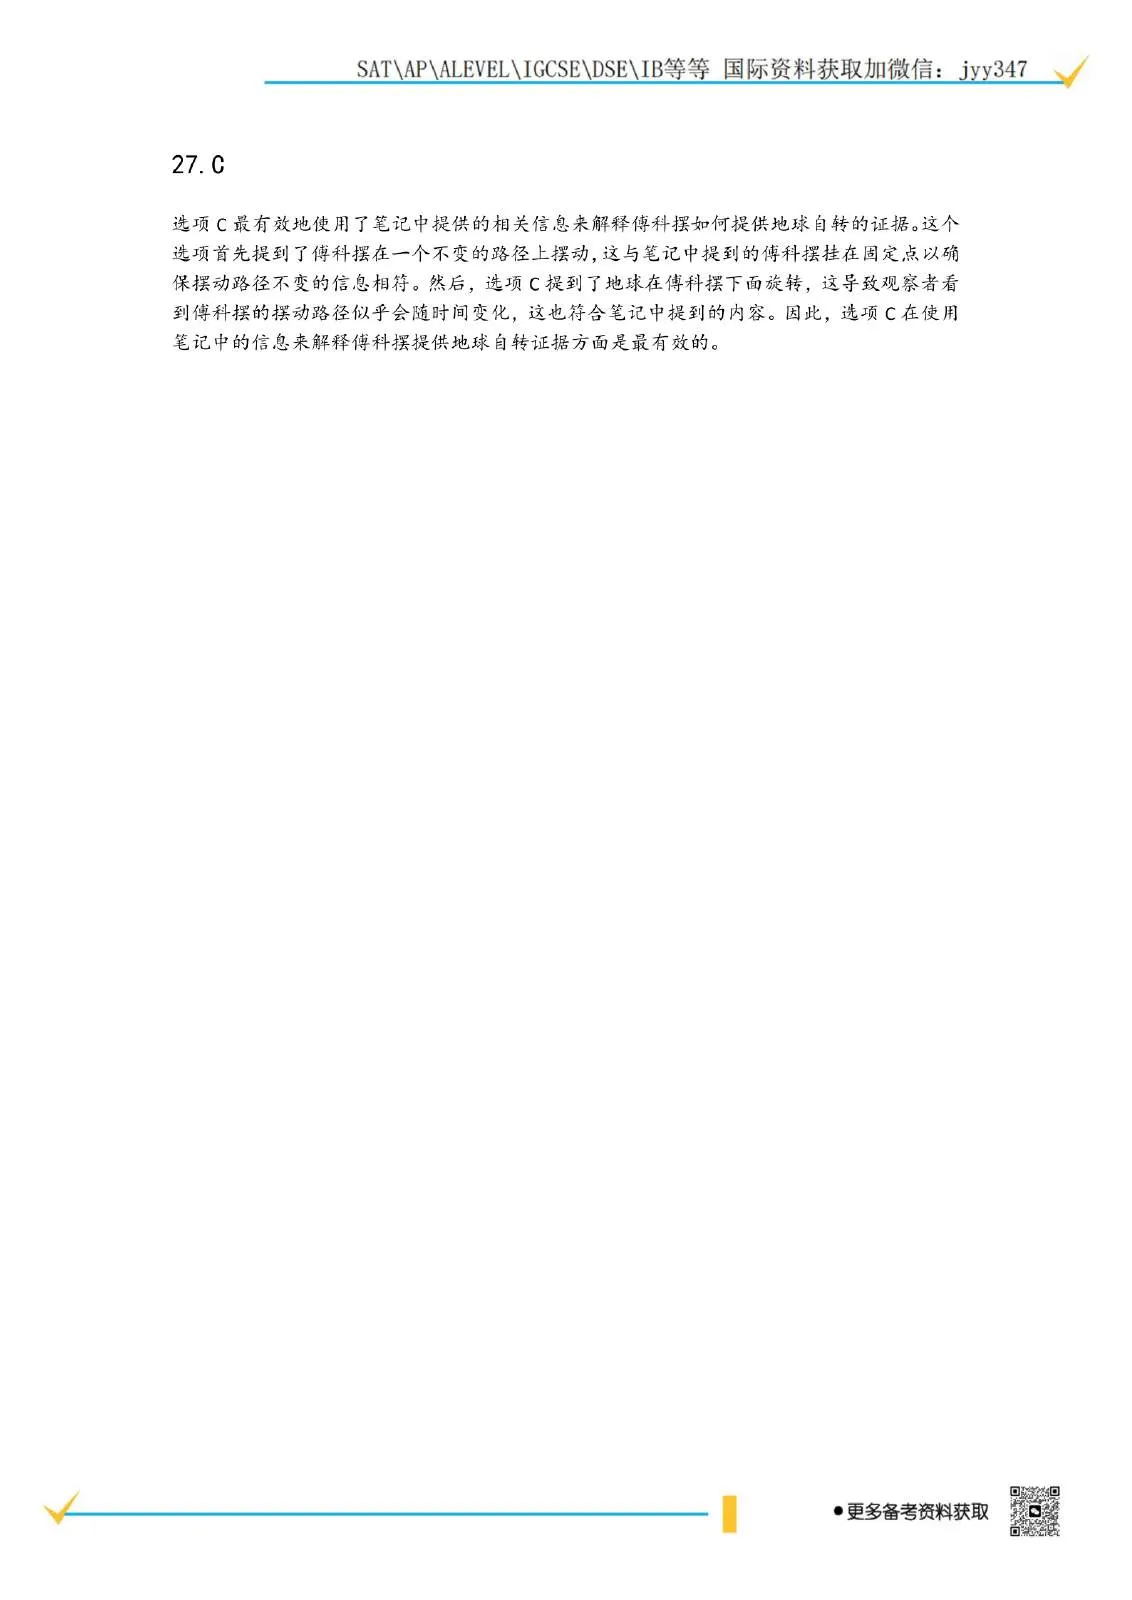 SAT\AP\ALEVEL\IGCSE\DSE\IB等等 国际资料获取加微信：jyy347
27. C
选项 C 最有效地使用了笔记中提供的相关信息来解释傅科摆如何提供地球自转的证据。这个
选项首先提到了傅科摆在一个不变的路径上摆动，这与笔记中提到的傅科摆挂在固定点以确
保摆动路径不变的信息相符。然后，选项 C 提到了地球在傅科摆下面旋转，这导致观察者看
到傅科摆的摆动路径似乎会随时间变化，这也符合笔记中提到的内容。因此，选项 C 在使用
笔记中的信息来解释傅科摆提供地球自转证据方面是最有效的。
●更多备考资料获取